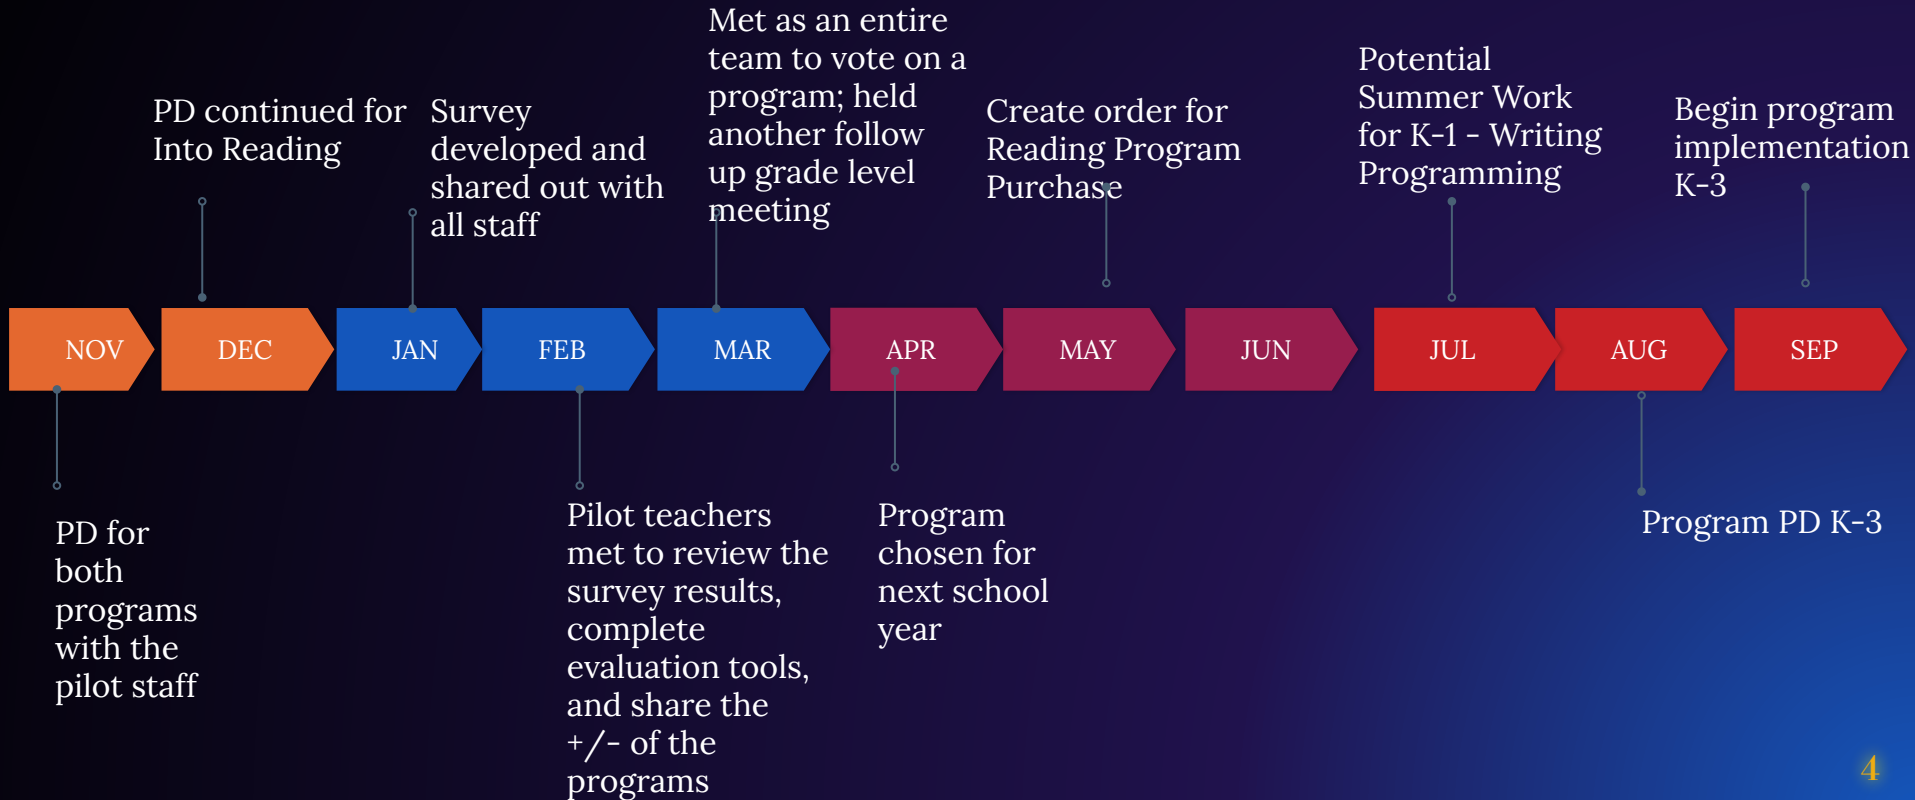 Met as an entire
team to vote on a
program; held
another follow
up grade level
meeting
PD continued for
Into Reading
Survey
developed and
shared out with
all staff
Create order for
Reading Program
Purchase
Potential
Summer Work
for K-1 - Writing
Programming
Begin program
implementation
K-3
NOV
DEC
JAN
FEB
MAR
APR
MAY
JUN
JUL
AUG
SEP
PD for
both
programs
with the
pilot staff
Pilot teachers
met to review the
survey results,
complete
evaluation tools,
and share the
+/- of the
programs
Program
chosen for
next school
year
Program PD K-3
4